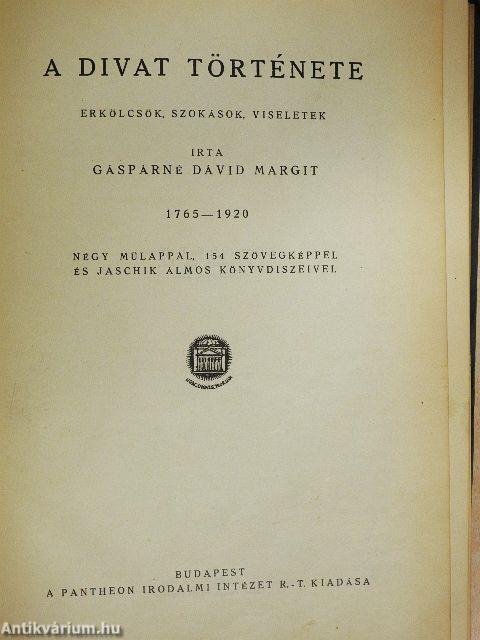 A DIVAT TÖRTÉNETE
ERKÖLCSÖK, SZOKÁSOK, VISELETEK
IRTA
GÁSPÁRNÉ DÁVID MARGIT
1765—1920
NÉGY MŰLAPPAL, 154 SZÖVEGKÉPPEL
ÉS JASCHIK ÁLMOS KÖNYVDISZEIVEL
BUDAPEST
A PANTHEON IRODALMI INTÉZET R.-T. KIADÁSA
Antikvárium.hu